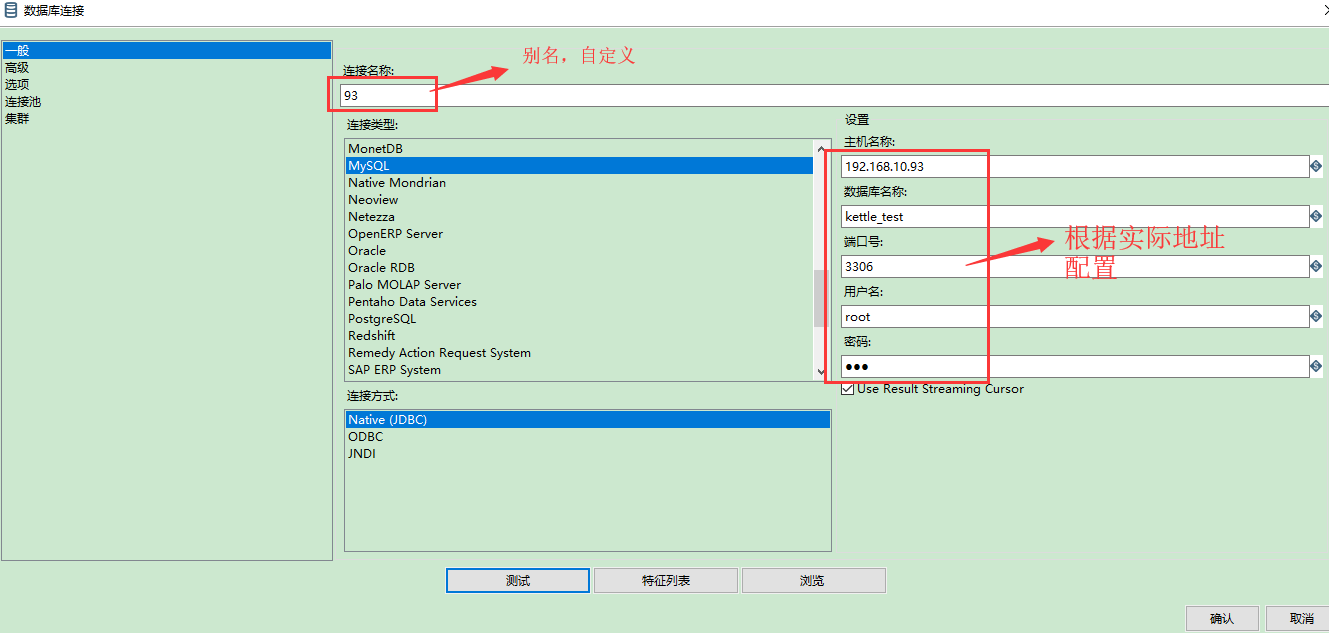 数据库连接
一般
高级
选项
连接池
集群
连接名称:
93
别名，自定义
连接类型:
MonetDB
MySQL
Native Mondrian
Neoview
Netezza
OpenERP Server
Oracle
Oracle RDB
Palo MOLAP Server
Pentaho Data Services
PostgreSQL
Redshift
Remedy Action Request System
SAP ERP System
连接方式:
Native (JDBC)
ODBC
JNDI
设置
主机名称:
192.168.10.93
数据库名称:
kettle_test
端口号:
3306
用户名:
root
密码:
●●●
Use Result Streaming Cursor
根据实际地址
配置
测试
特征列表
浏览
确认
取消